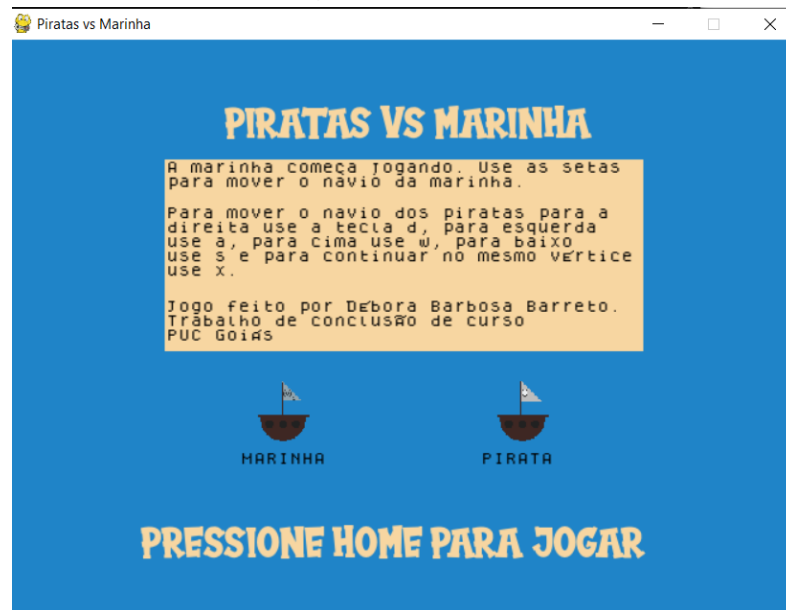 Piratas vs Marinha
PIRATAS VS MARINHA
A marinha começa jogando. Use as setas
para mover o navio da marinha.
Para mover o navio dos piratas para a
direita use a tecla d, para esquerda
use a, para cima use w, para baixo
use s e para continuar no mesmo vértice
use x.
Jogo feito por Débora Barbosa Barreto.
Trabalho de conclusão de curso
PUC Goiás
MARINHA
PIRATA
PRESSIONE HOME PARA JOGAR